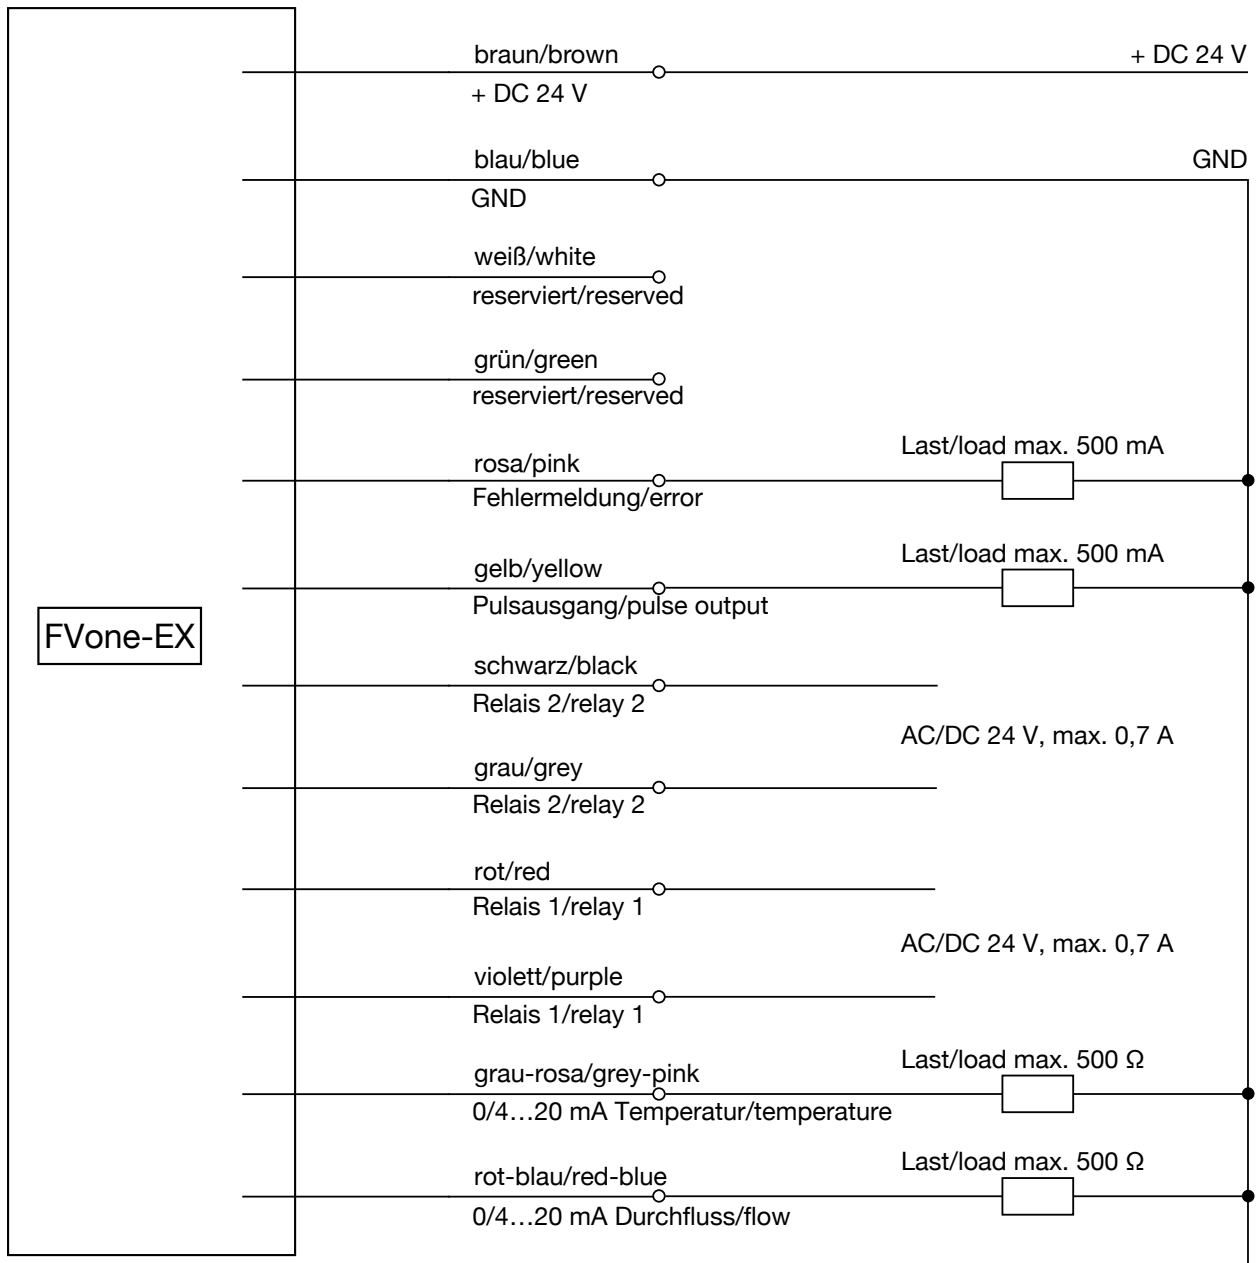 braun/brown
+ DC 24 V
+ DC 24 V
blau/blue
GND
GND
weiß/white
reserviert/reserved
grün/green
reserviert/reserved
Last/load max. 500 mA
rosa/pink
Fehlermeldung/error
Last/load max. 500 mA
gelb/yellow
Pulsausgang/pulse output
FVone-EX
schwarz/black
Relais 2/relay 2
AC/DC 24 V, max. 0,7 A
grau/grey
Relais 2/relay 2
rot/red
Relais 1/relay 1
AC/DC 24 V, max. 0,7 A
violett/purple
Relais 1/relay 1
Last/load max. 500 Ω
grau-rosa/grey-pink
0/4…20 mA Temperatur/temperature
Last/load max. 500 Ω
rot-blau/red-blue
0/4…20 mA Durchfluss/flow